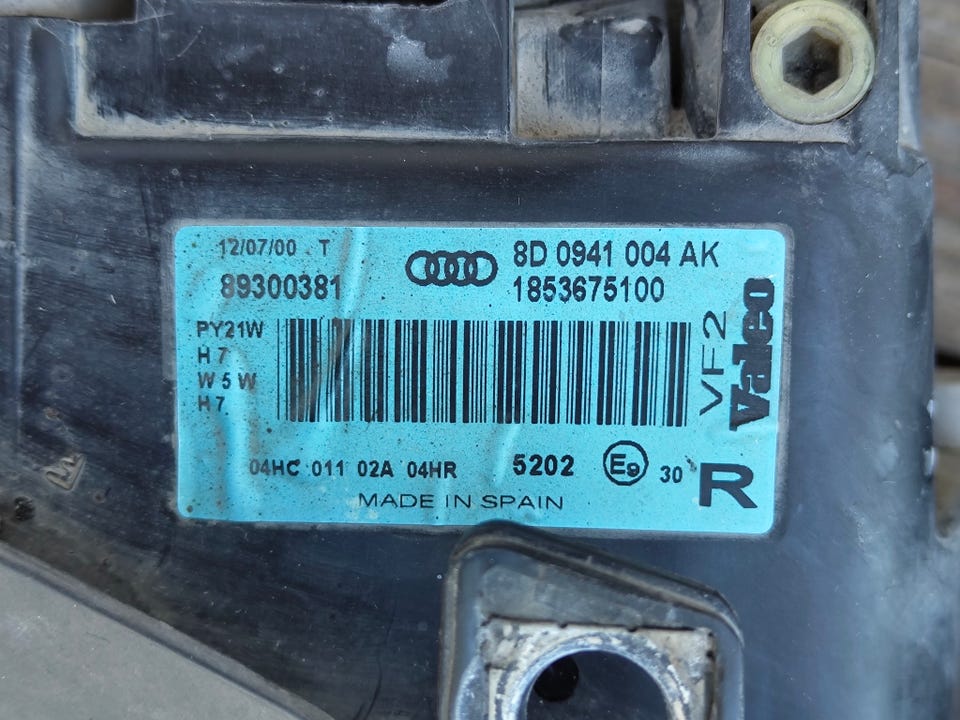 12/07/00 . T
8D 0941 004 AK
89300381
1853675100
PY21W
H 7
W 5 W
H 7
VF2
Valeo
04HC 011 02A 04HR 5202 E9 30
R
MADE IN SPAIN